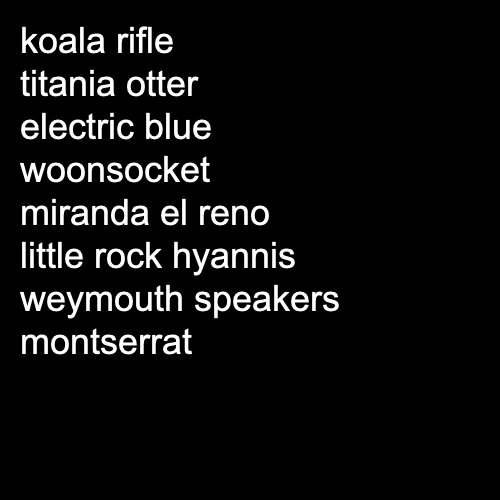 koala rifle
titania otter
electric blue
woonsocket
miranda el reno
little rock hyannis
weymouth speakers
montserrat